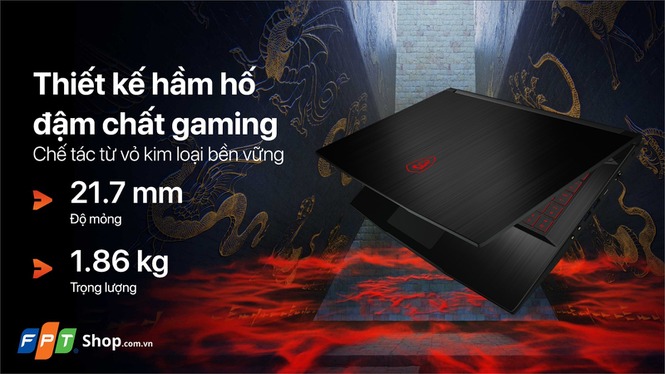 Thiết kế hầm hố
đậm chất gaming
Chế tác từ vỏ kim loại bền vững
21.7 mm
Độ mỏng
1.86 kg
Trọng lượng
FPT. Shop.com.vn